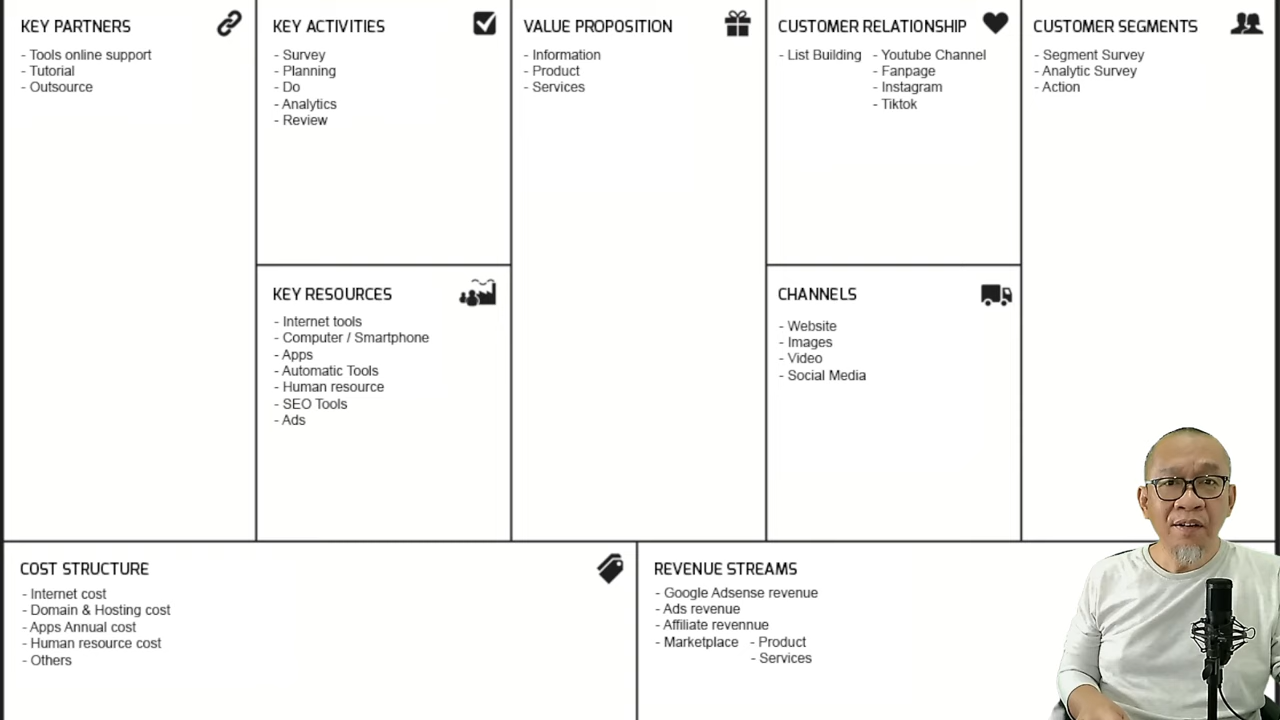 KEY PARTNERS
- Tools online support
- Tutorial
- Outsource
KEY ACTIVITIES
- Survey
- Planning
- Do
- Analytics
- Review
KEY RESOURCES
- Internet tools
- Computer / Smartphone
- Apps
- Automatic Tools
- Human resource
- SEO Tools
- Ads
VALUE PROPOSITION
- Information
- Product
- Services
CUSTOMER RELATIONSHIP
- List Building
- Youtube Channel
- Fanpage
- Instagram
- Tiktok
CHANNELS
- Website
- Images
- Video
- Social Media
CUSTOMER SEGMENTS
- Segment Survey
- Analytic Survey
- Action
COST STRUCTURE
- Internet cost
- Domain & Hosting cost
- Apps Annual cost
- Human resource cost
- Others
REVENUE STREAMS
- Google Adsense revenue
- Ads revenue
- Affiliate revennue
- Marketplace - Product
- Services